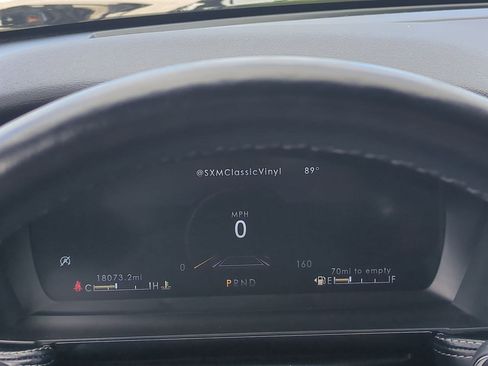 @SXMClassicVinyl 89°
MPH
0
0 160
18073.2mi 70mi to empty
C H PRND E F